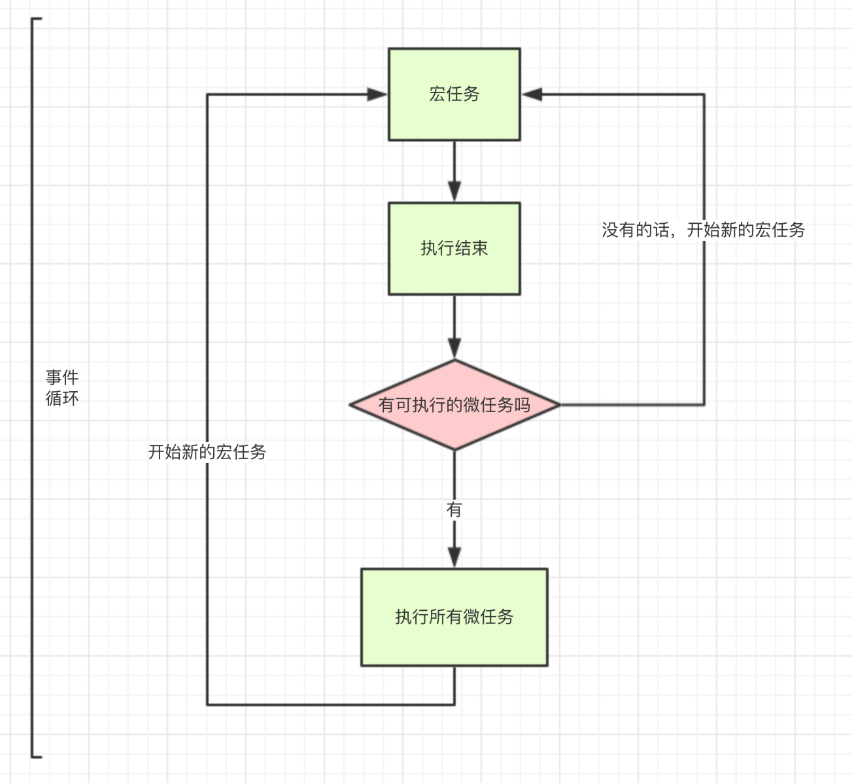 宏任务
执行结束
没有的话，开始新的宏任务
事件
循环
有可执行的微任务吗
开始新的宏任务
有
执行所有微任务